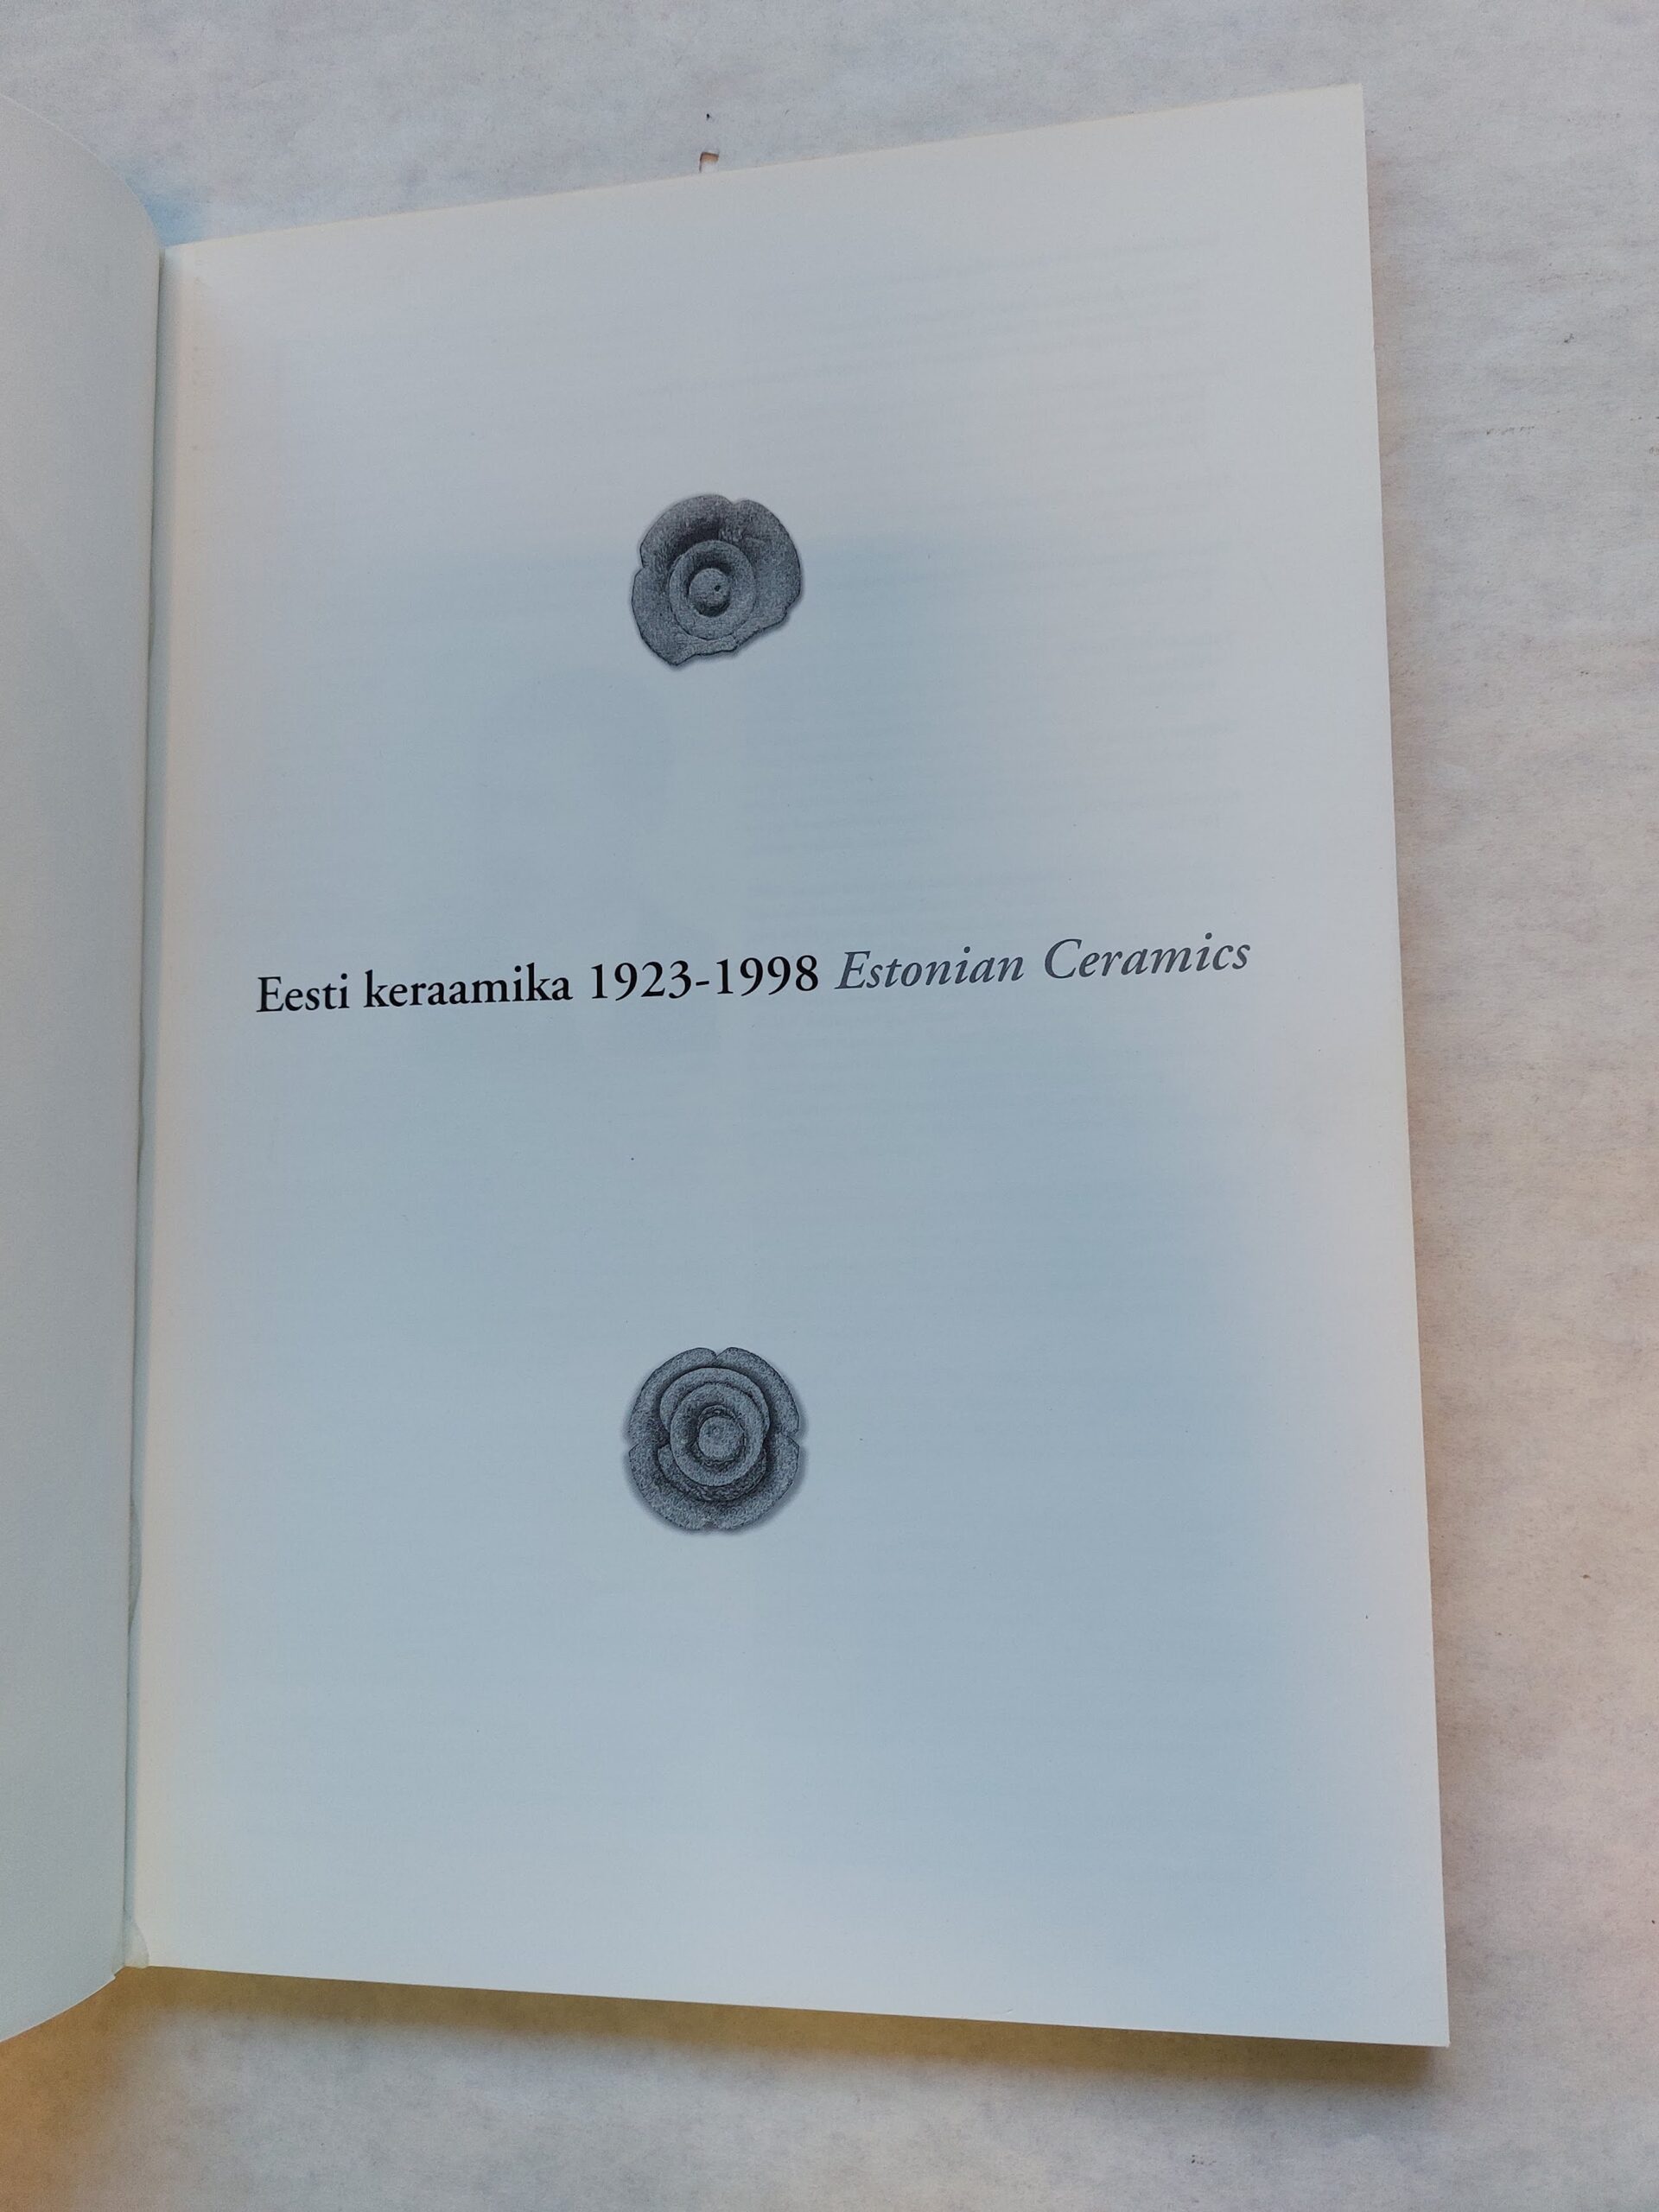 Eesti keraamika 1923-1998 Estonian Ceramics